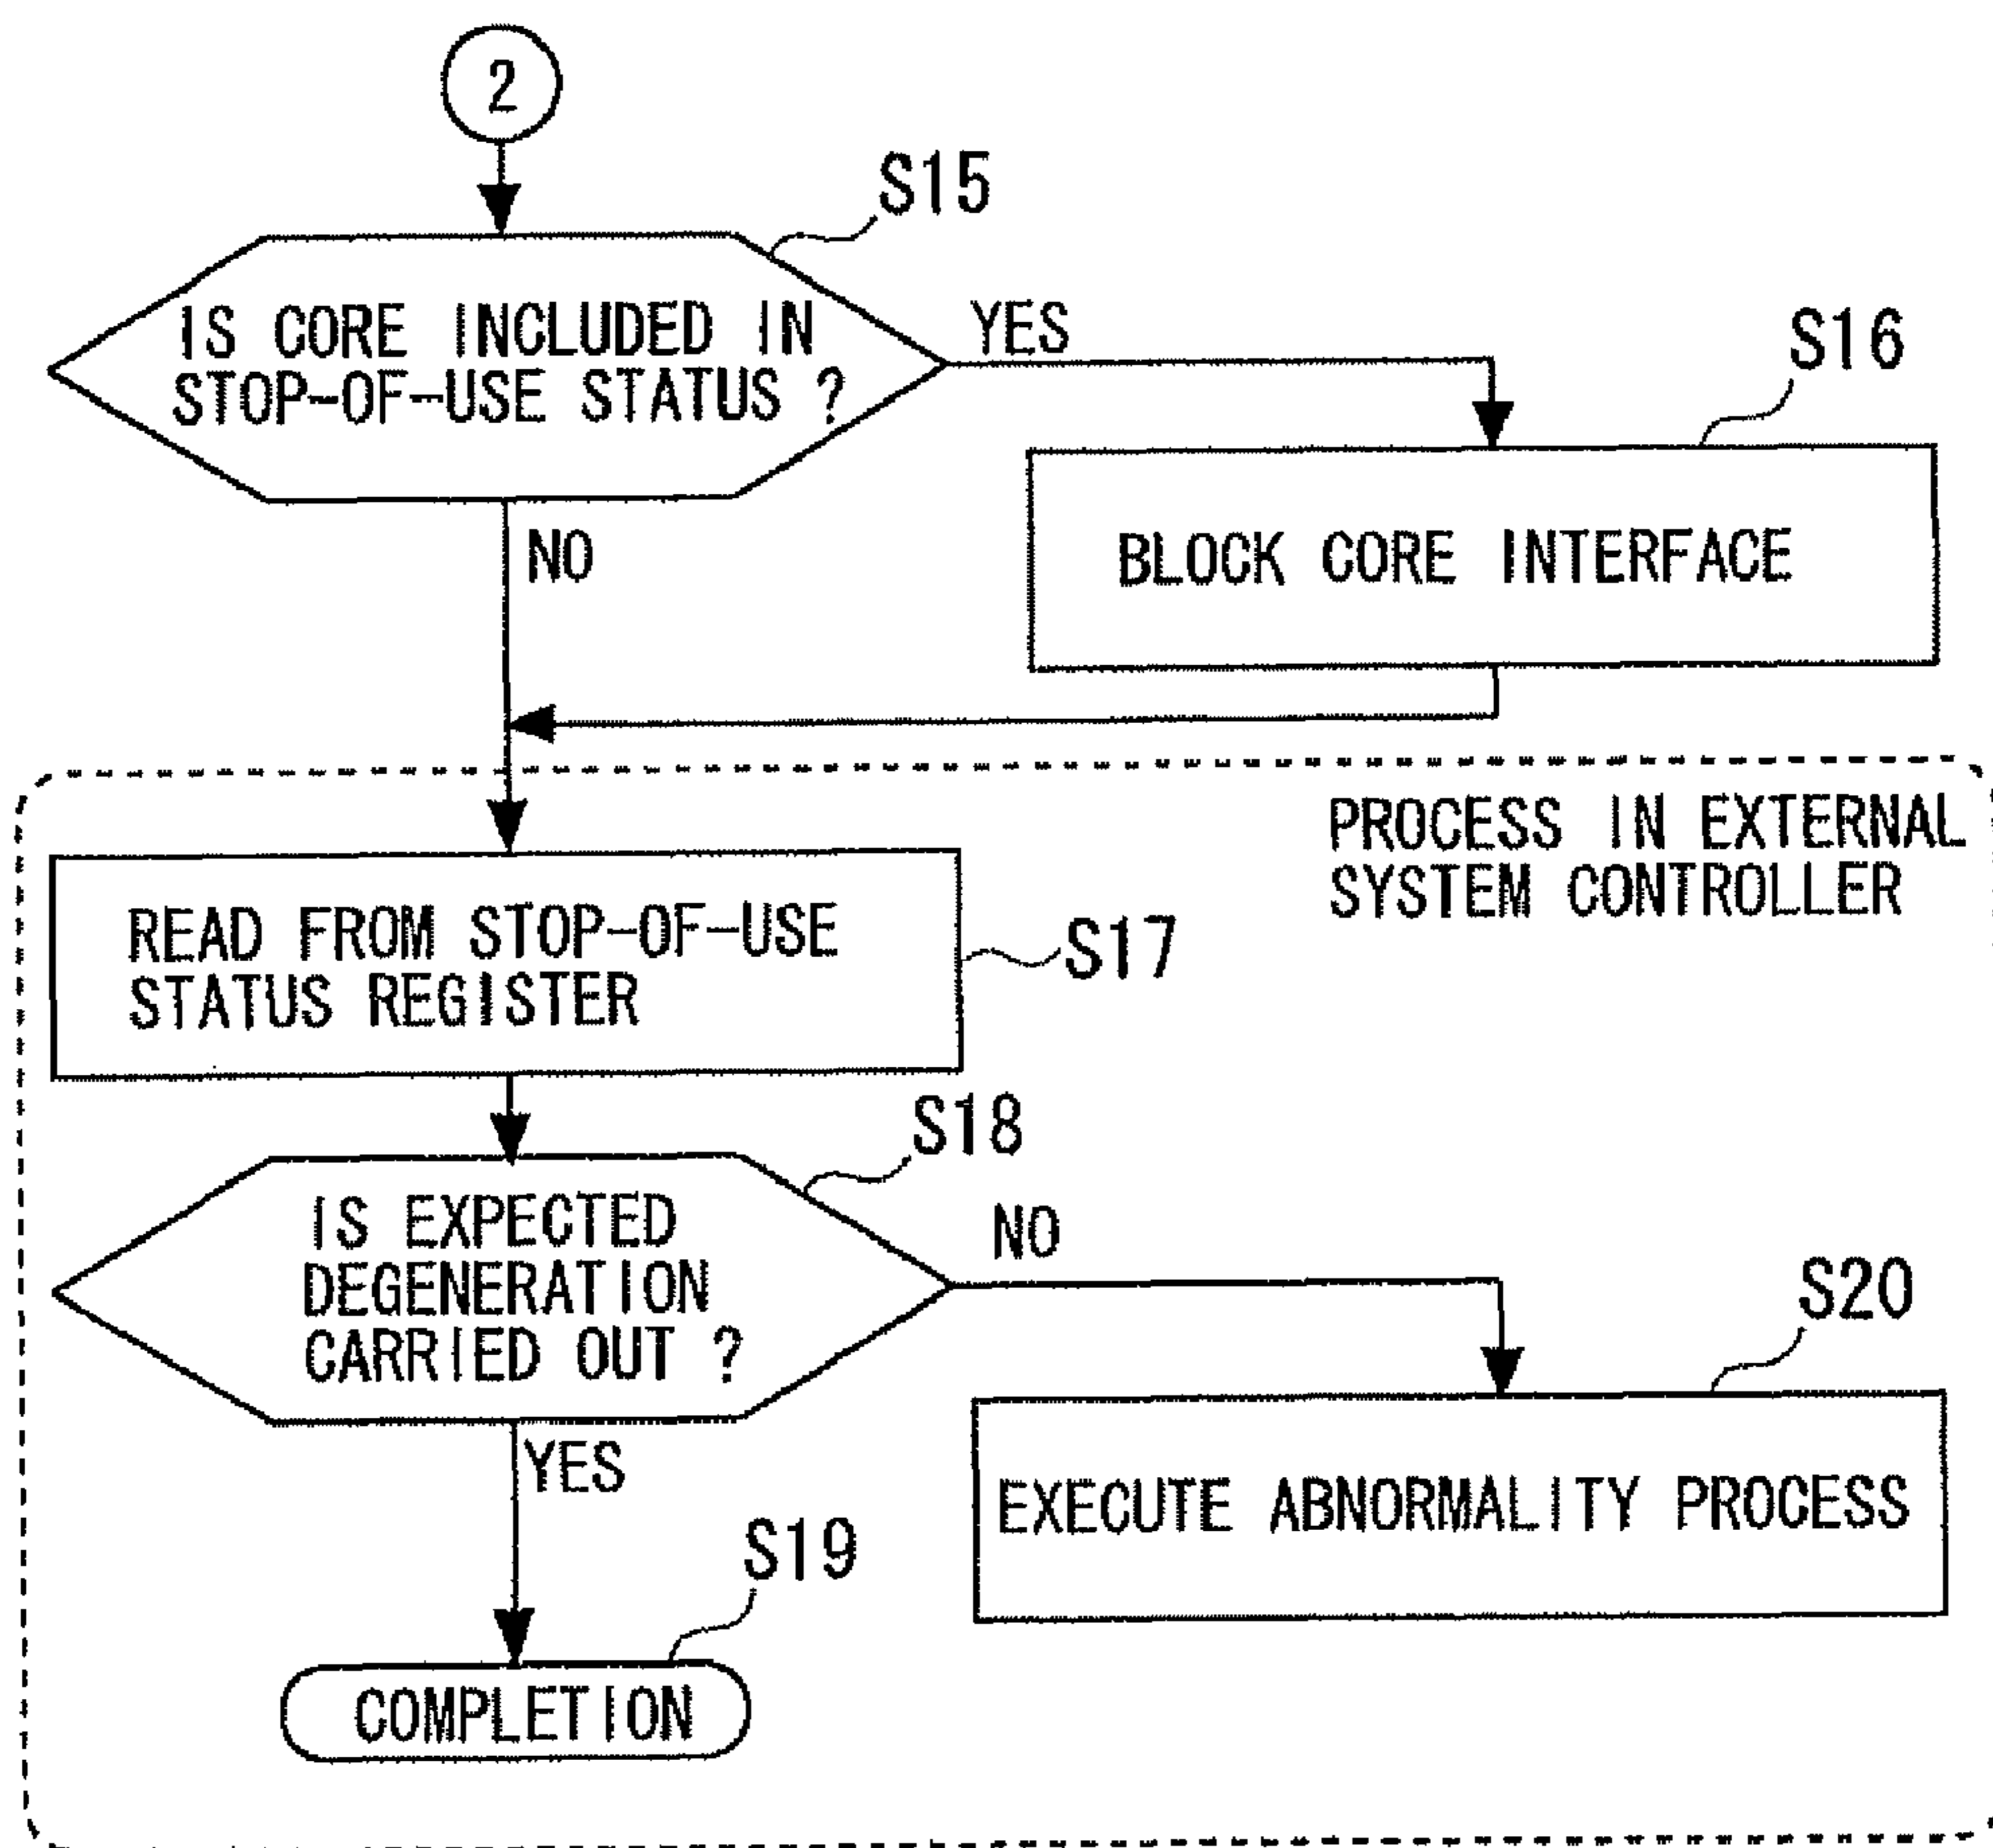 2
S15
IS CORE INCLUDED IN
STOP-OF-USE STATUS ?
YES
S16
BLOCK CORE INTERFACE
NO
PROCESS IN EXTERNAL
SYSTEM CONTROLLER
READ FROM STOP-OF-USE
STATUS REGISTER
S17
S18
IS EXPECTED
DEGENERATION
CARRIED OUT ?
NO
S20
EXECUTE ABNORMALITY PROCESS
YES
S19
COMPLETION